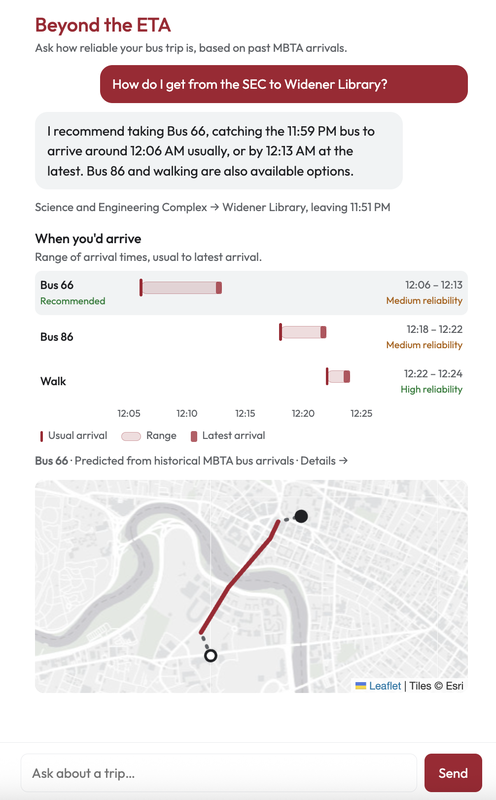 Beyond the ETA
Ask how reliable your bus trip is, based on past MBTA arrivals.
How do I get from the SEC to Widener Library?
I recommend taking Bus 66, catching the 11:59 PM bus to
arrive around 12:06 AM usually, or by 12:13 AM at the
latest. Bus 86 and walking are also available options.
Science and Engineering Complex → Widener Library, leaving 11:51 PM
When you'd arrive
Range of arrival times, usual to latest arrival.
Bus 66
12:06 – 12:13
Recommended
Medium reliability
Bus 86
12:18 – 12:22
Medium reliability
Walk
12:22 – 12:24
High reliability
12:05 12:10 12:15 12:20 12:25
Usual arrival Range Latest arrival
Bus 66 · Predicted from historical MBTA bus arrivals · Details →
Leaflet | Tiles © Esri
Ask about a trip...
Send